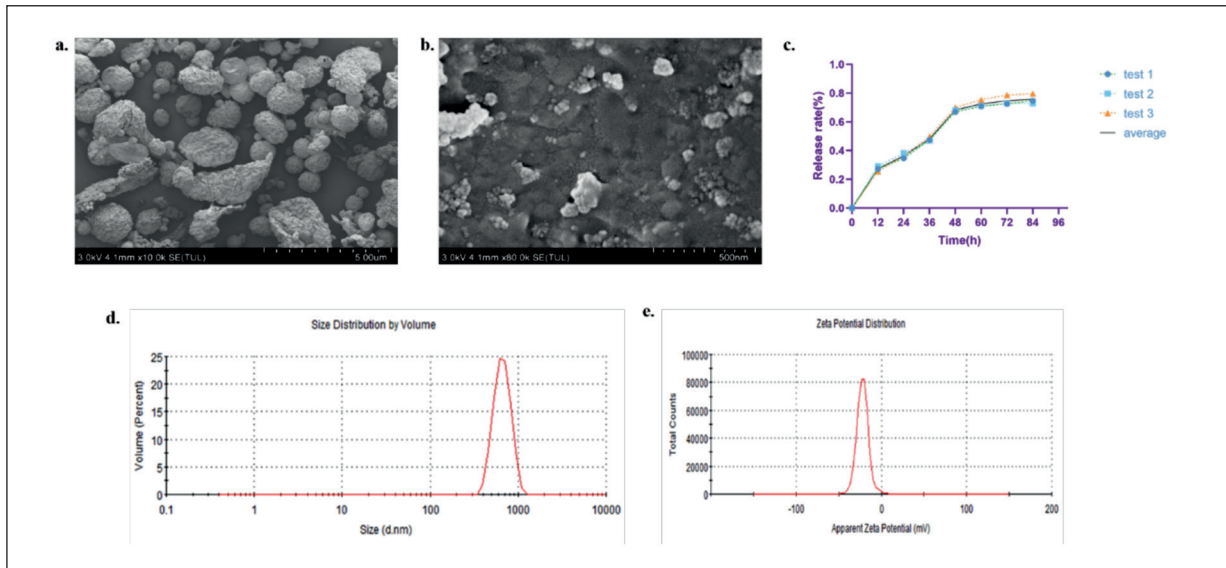 a.
b.
c.
3.0kV 4.1mm x10.0k SE(TUL) 5.00um
3.0kV 4.1mm x80.0k SE(TUL) 500nm
Release rate(%)
1.0
0.8
0.6
0.4
0.2
0.0
0 12 24 36 48 60 72 84 96
Time(h)
test 1
test 2
test 3
average
d.
Size Distribution by Volume
Volume (Percent)
25
20
15
10
5
0
0.1 1 10 100 1000 10000
Size (d.nm)
e.
Zeta Potential Distribution
Total Counts
100000
80000
60000
40000
20000
0
-100 0 100 200
Apparent Zeta Potential (mV)